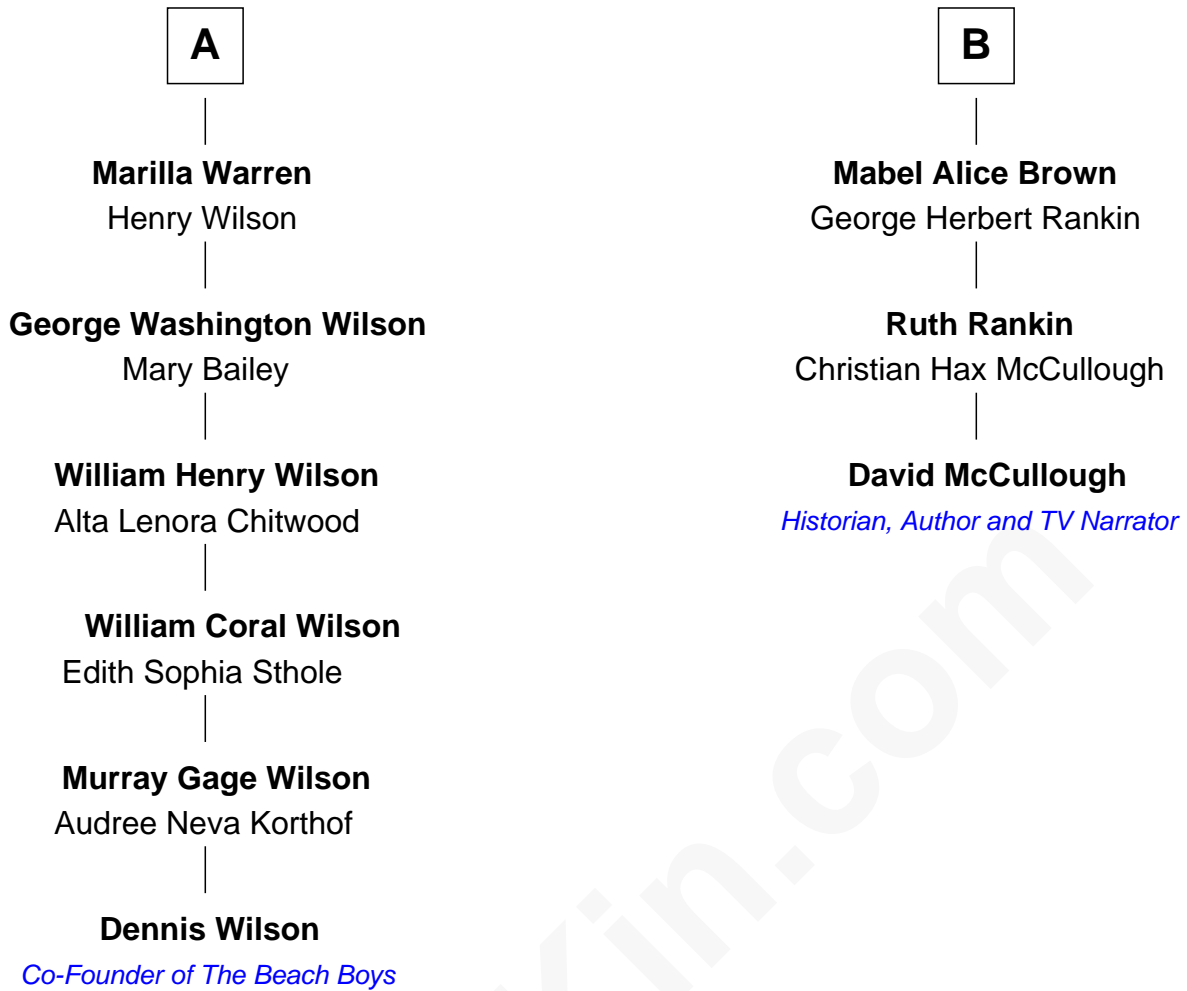 A
Marilla Warren
Henry Wilson
George Washington Wilson
Mary Bailey
William Henry Wilson
Alta Lenora Chitwood
William Coral Wilson
Edith Sophia Sthole
Murray Gage Wilson
Audree Neva Korthof
Dennis Wilson
Co-Founder of The Beach Boys
B
Mabel Alice Brown
George Herbert Rankin
Ruth Rankin
Christian Hax McCullough
David McCullough
Historian, Author and TV Narrator
Kin.com